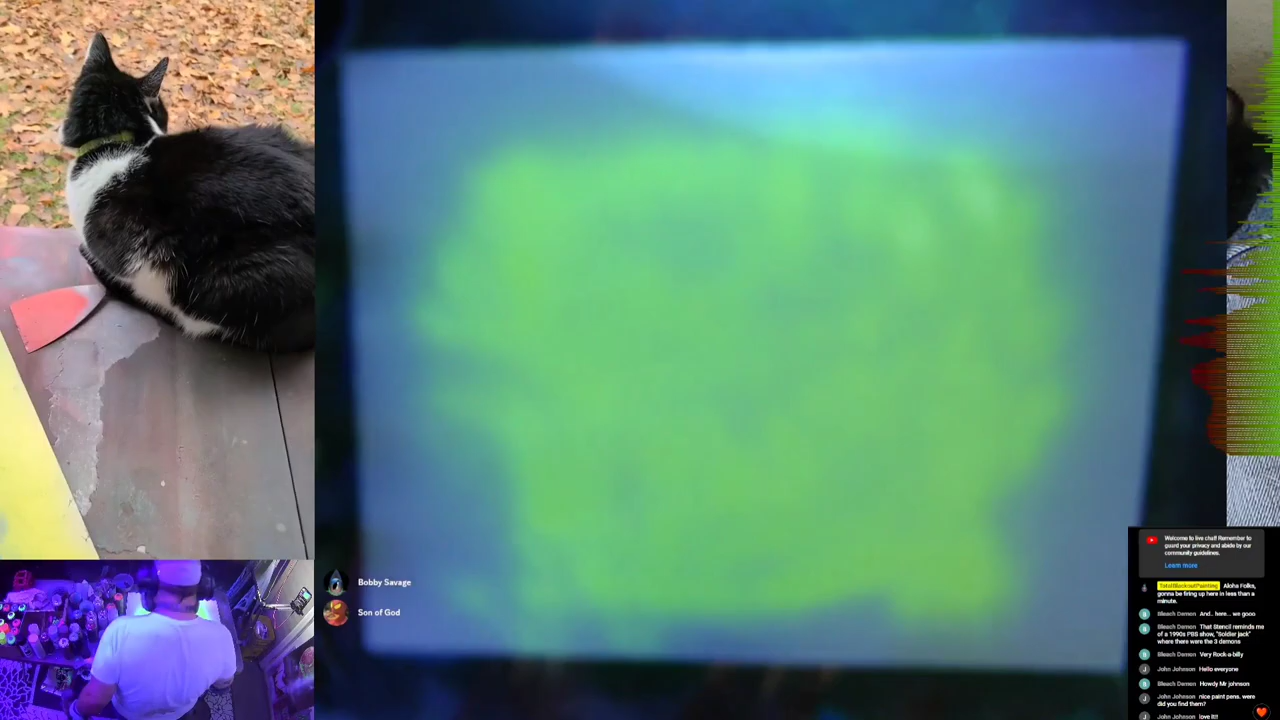 Bobby Savage
Son of God
Welcome to live chat! Remember to
guard your privacy and abide by our
community guidelines.
Learn more
TotalBlackoutPainting Aloha Folks,
gonna be firing up here in less than a
minute.
B Bleach Demon And.. here... we gooo
B Bleach Demon That Stencil reminds me
of a 1990s PBS show, "Soldier jack"
where there were the 3 demons
B Bleach Demon Very Rock-a-billy
J John Johnson Hello everyone
B Bleach Demon Howdy Mr johnson
J John Johnson nice paint pens. were
did you find them?
J John Johnson love it!!